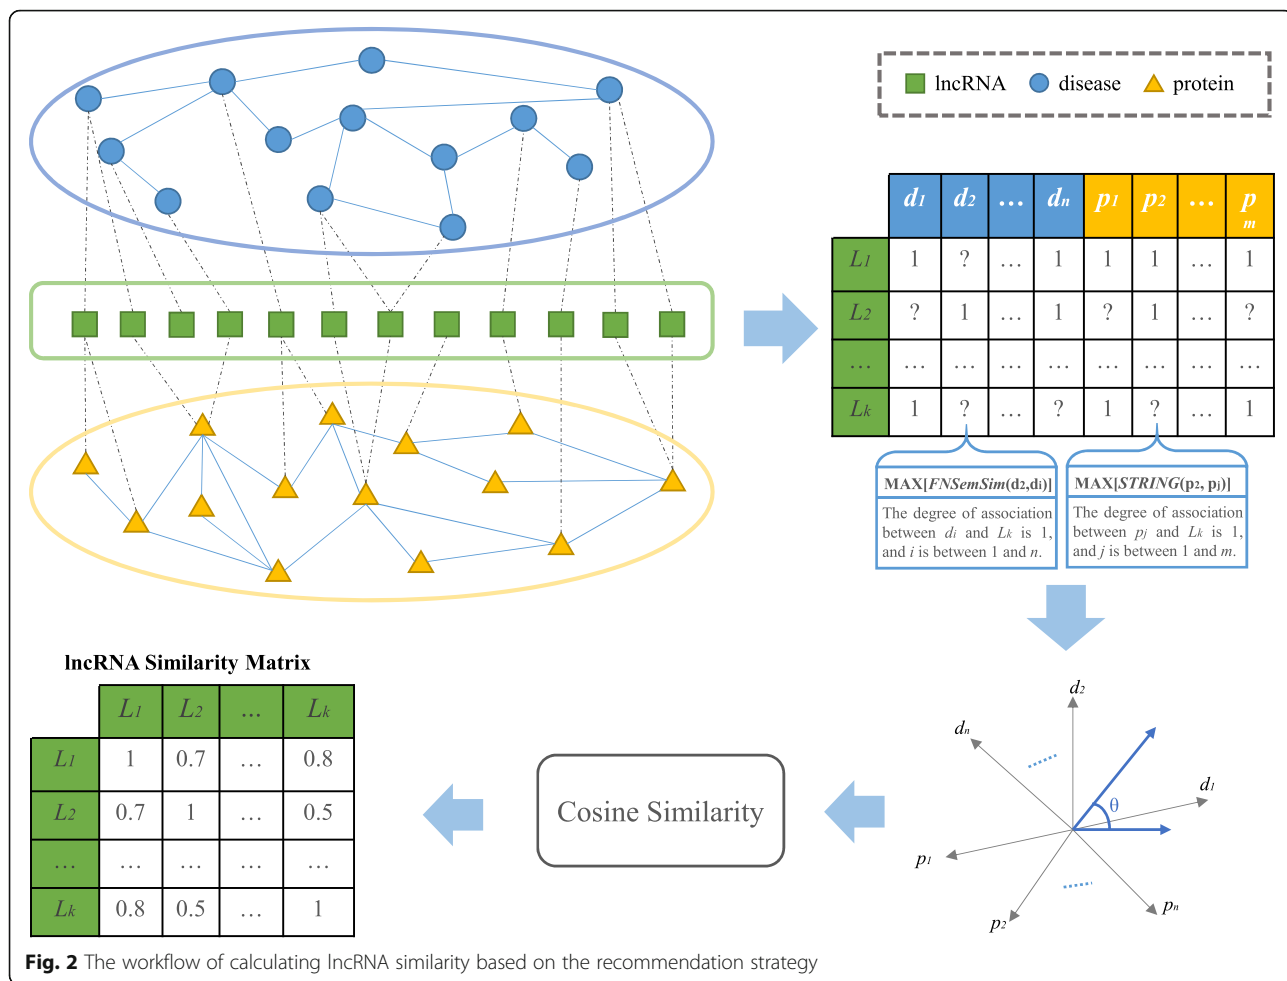 lncRNA disease protein
d1 d2 … dn p1 p2 … pm
L1 1 ? … 1 1 1 … 1
L2 ? 1 … 1 ? 1 … ?
… … … … … … … … …
Lk 1 ? … ? 1 ? … 1
MAX[FNSemSim(d2,di)]
The degree of association
between di and Lk is 1,
and i is between 1 and n.
MAX[STRING(p2, pj)]
The degree of association
between pj and Lk is 1,
and j is between 1 and m.
d2
dn
d1
θ
p1
p2
pn
Cosine Similarity
lncRNA Similarity Matrix
L1 L2 … Lk
L1 1 0.7 … 0.8
L2 0.7 1 … 0.5
… … … … …
Lk 0.8 0.5 … 1
Fig. 2 The workflow of calculating lncRNA similarity based on the recommendation strategy